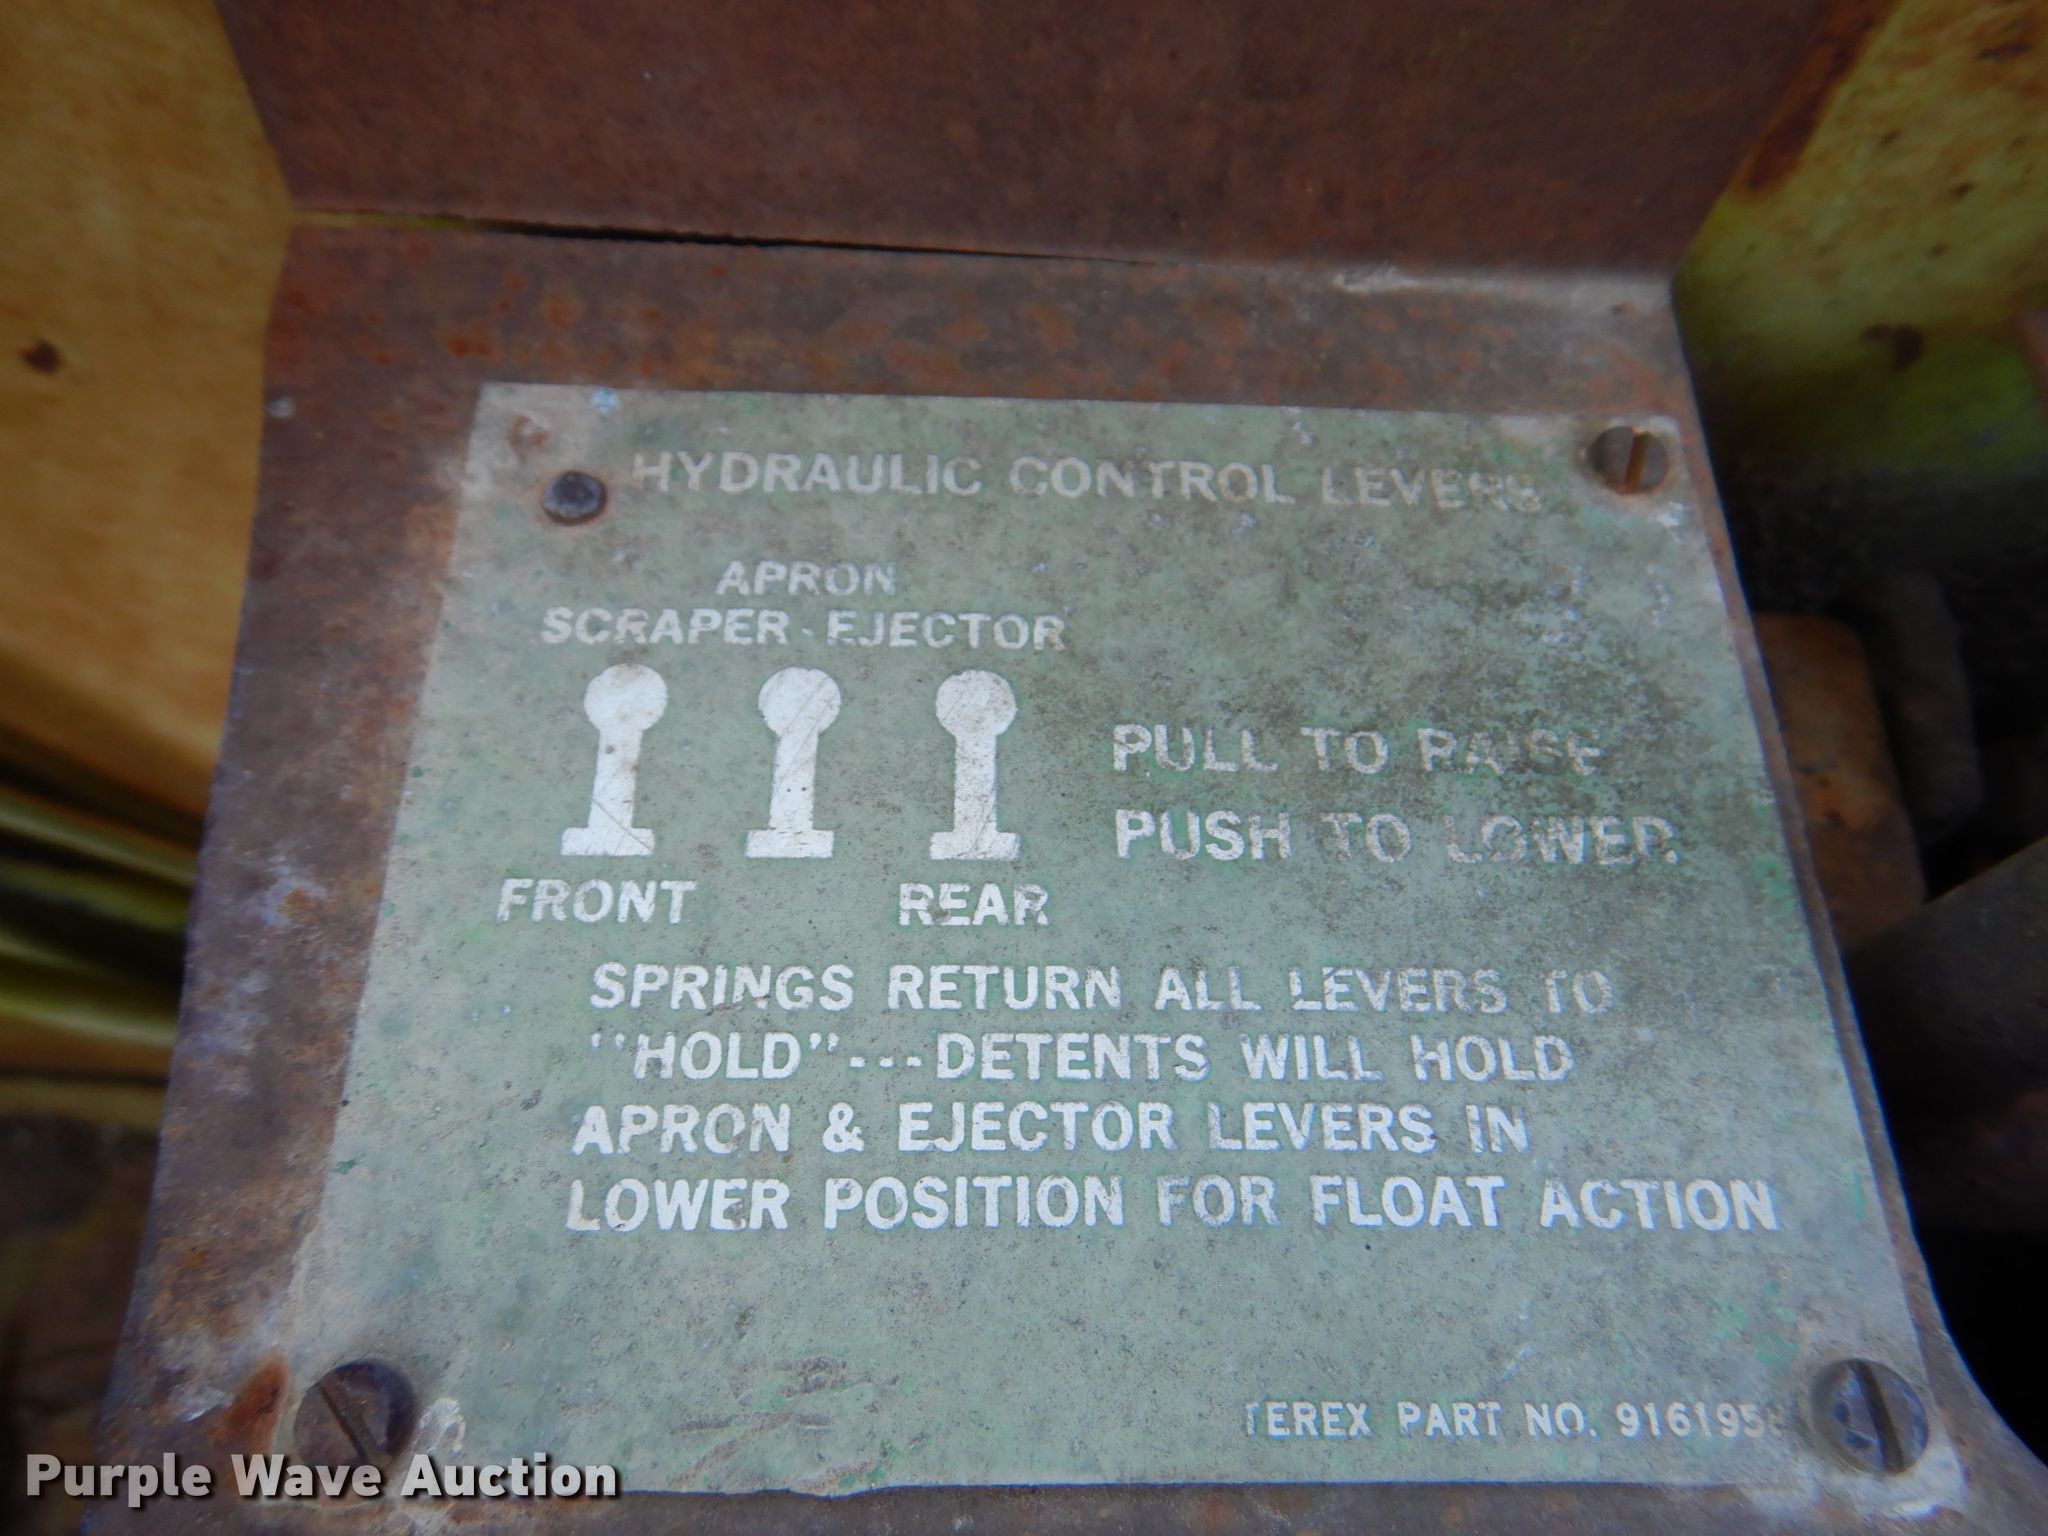 HYDRAULIC CONTROL LEVERS
APRON
SCRAPER - EJECTOR
PULL TO RAISE
PUSH TO LOWER
FRONT REAR
SPRINGS RETURN ALL LEVERS TO
"HOLD"---DETENTS WILL HOLD
APRON & EJECTOR LEVERS IN
LOWER POSITION FOR FLOAT ACTION
TEREX PART NO.
Purple Wave Auction